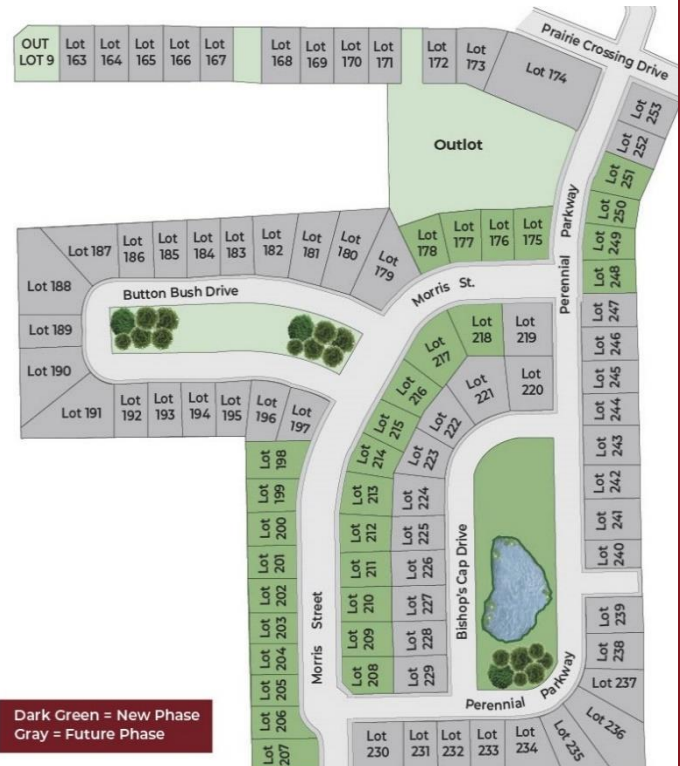 Prairie Crossing Drive
OUT
LOT 9
Lot
163
Lot
164
Lot
165
Lot
166
Lot
167
Lot
168
Lot
169
Lot
170
Lot
171
Lot
172
Lot
173
Lot 174
Lot
253
Lot
252
Lot
251
Lot
250
Lot
249
Lot
248
Outlot
Perennial Parkway
Lot
178
Lot
177
Lot
176
Lot
175
Lot 187
Lot
186
Lot
185
Lot
184
Lot
183
Lot
182
Lot
181
Lot
180
Lot
179
Lot 188
Lot 189
Lot 190
Lot 191
Button Bush Drive
Morris St.
Lot
192
Lot
193
Lot
194
Lot
195
Lot
196
Lot
197
Lot
217
Lot
218
Lot
219
Lot
216
Lot
221
Lot
220
Lot
215
Lot
222
Lot
214
Lot
223
Lot
213
Lot
224
Lot
212
Lot
225
Lot
211
Lot
226
Lot
210
Lot
227
Lot
209
Lot
228
Lot
208
Lot
229
Lot
247
Lot
246
Lot
245
Lot
244
Lot
243
Lot
242
Lot
241
Lot
240
Lot
239
Lot
238
Lot 237
Lot 236
Lot 235
Lot
198
Lot
199
Lot
200
Lot
201
Lot
202
Lot
203
Lot
204
Lot
205
Lot
206
Lot
207
Morris Street
Bishop's Cap Drive
Perennial Parkway
Lot
230
Lot
231
Lot
232
Lot
233
Lot
234
Dark Green = New Phase
Gray = Future Phase